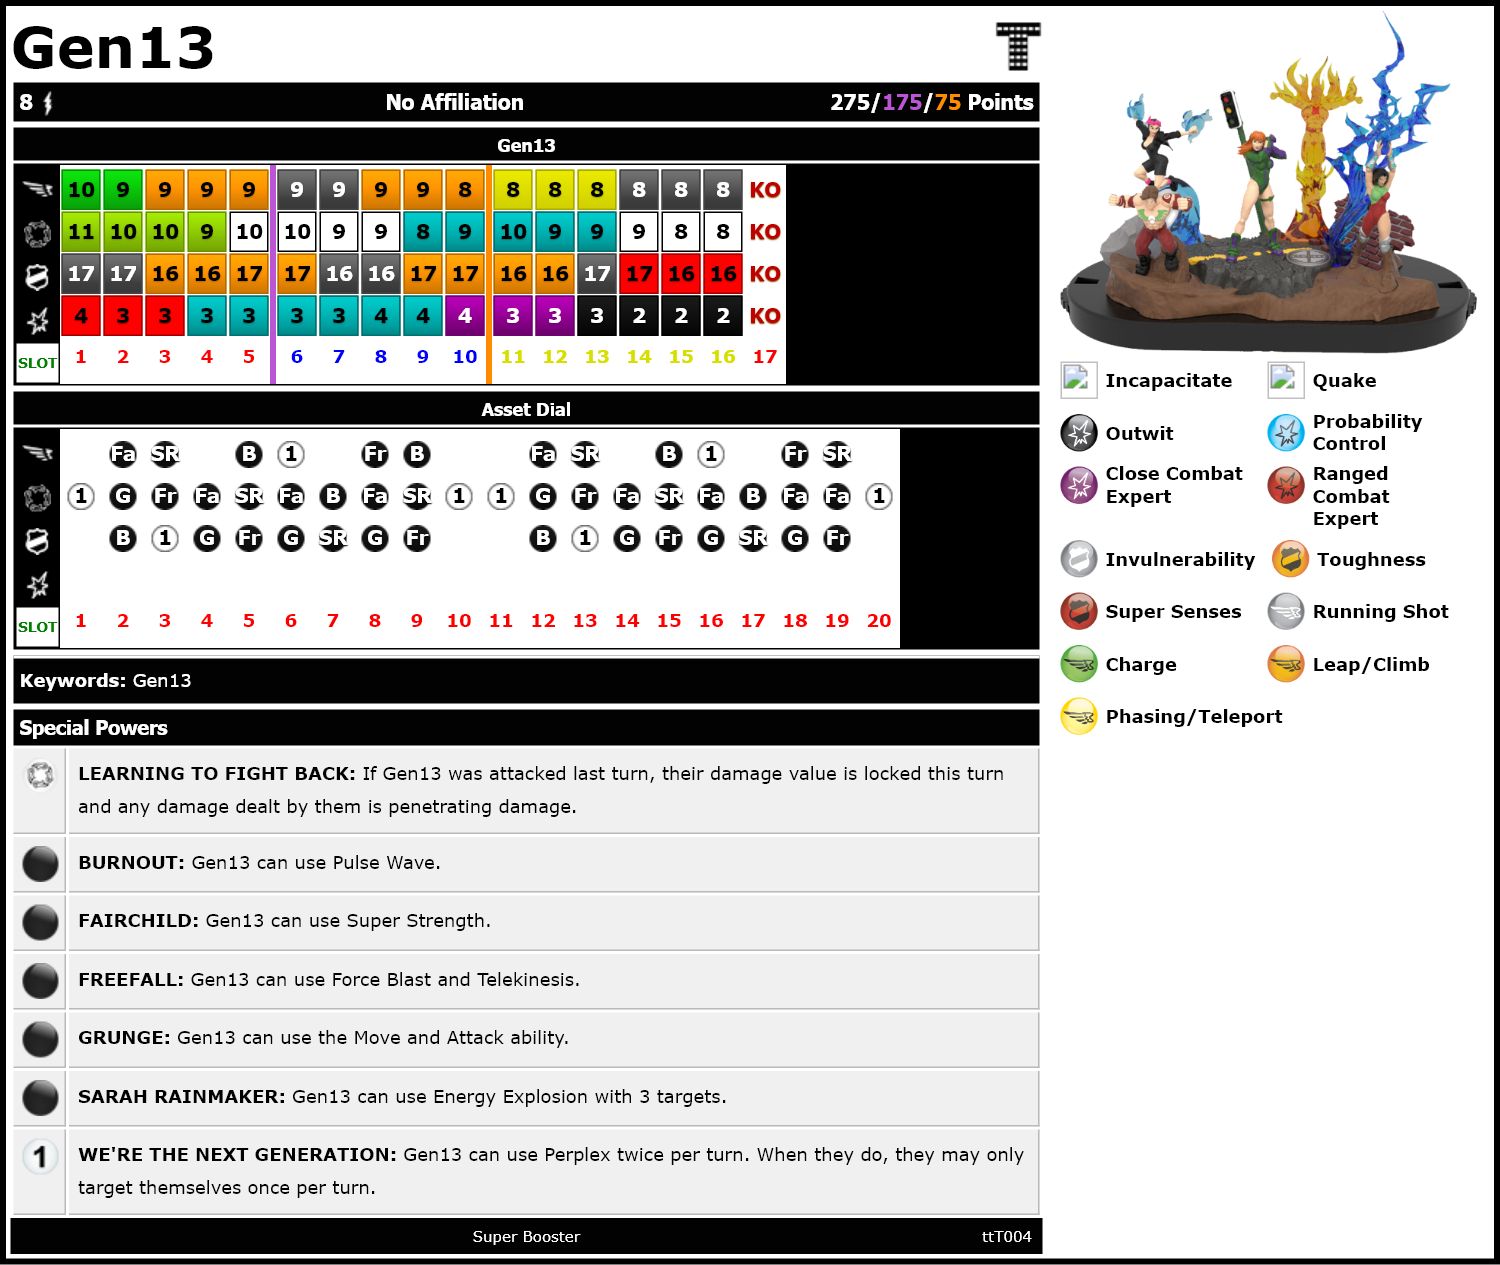 Gen13
T
8 No Affiliation 275/175/75 Points
Gen13
10 9 9 9 9 9 9 9 9 8 8 8 8 8 8 8 KO
11 10 10 9 10 10 9 9 8 9 10 9 9 9 8 8 KO
17 17 16 16 17 17 16 16 17 17 16 16 17 17 16 16 KO
4 3 3 3 3 3 3 4 4 4 3 3 3 2 2 2 KO
SLOT 1 2 3 4 5 6 7 8 9 10 11 12 13 14 15 16 17
Asset Dial
Fa SR B 1 Fr B Fa SR B 1 Fr SR
1 G Fr Fa SR Fa B Fa SR 1 1 G Fr Fa SR Fa B Fa Fa 1
B 1 G Fr G SR G Fr B 1 G Fr G SR G Fr
SLOT 1 2 3 4 5 6 7 8 9 10 11 12 13 14 15 16 17 18 19 20
Keywords: Gen13
Special Powers
LEARNING TO FIGHT BACK: If Gen13 was attacked last turn, their damage value is locked this turn
and any damage dealt by them is penetrating damage.
BURNOUT: Gen13 can use Pulse Wave.
FAIRCHILD: Gen13 can use Super Strength.
FREEFALL: Gen13 can use Force Blast and Telekinesis.
GRUNGE: Gen13 can use the Move and Attack ability.
SARAH RAINMAKER: Gen13 can use Energy Explosion with 3 targets.
1 WE'RE THE NEXT GENERATION: Gen13 can use Perplex twice per turn. When they do, they may only
target themselves once per turn.
Super Booster ttT004
Incapacitate Quake
Outwit Probability
Control
Close Combat
Expert
Ranged
Combat
Expert
Invulnerability Toughness
Super Senses Running Shot
Charge Leap/Climb
Phasing/Teleport